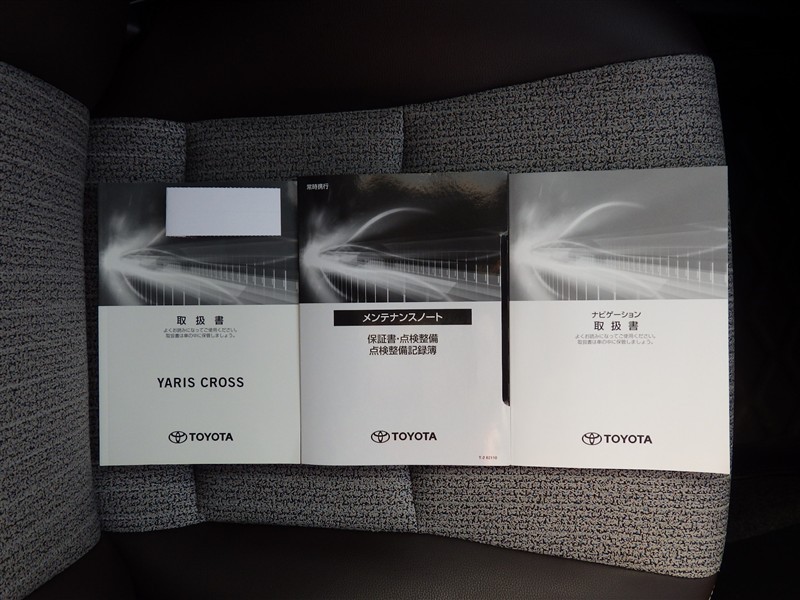 取扱書
よくお読みになってご使用ください。
取扱書は車の中に保管しましょう。
YARIS CROSS
TOYOTA
常時携行
メンテナンスノート
保証書・点検整備
点検整備記録簿
TOYOTA
ナビゲーション
取扱書
よくお読みになってご使用ください。
取扱書は車の中に保管しましょう。
TOYOTA